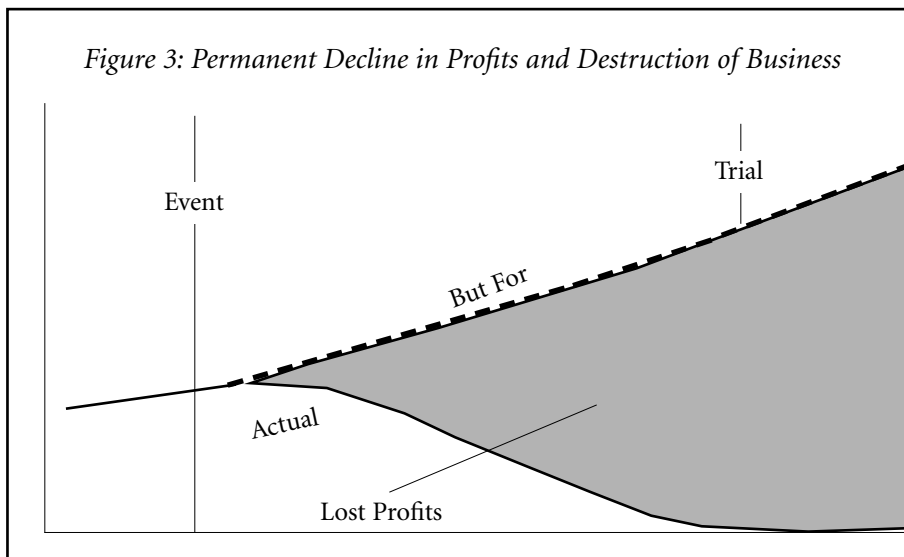 Figure 3: Permanent Decline in Profits and Destruction of Business
Trial
Event
But For
Actual
Lost Profits